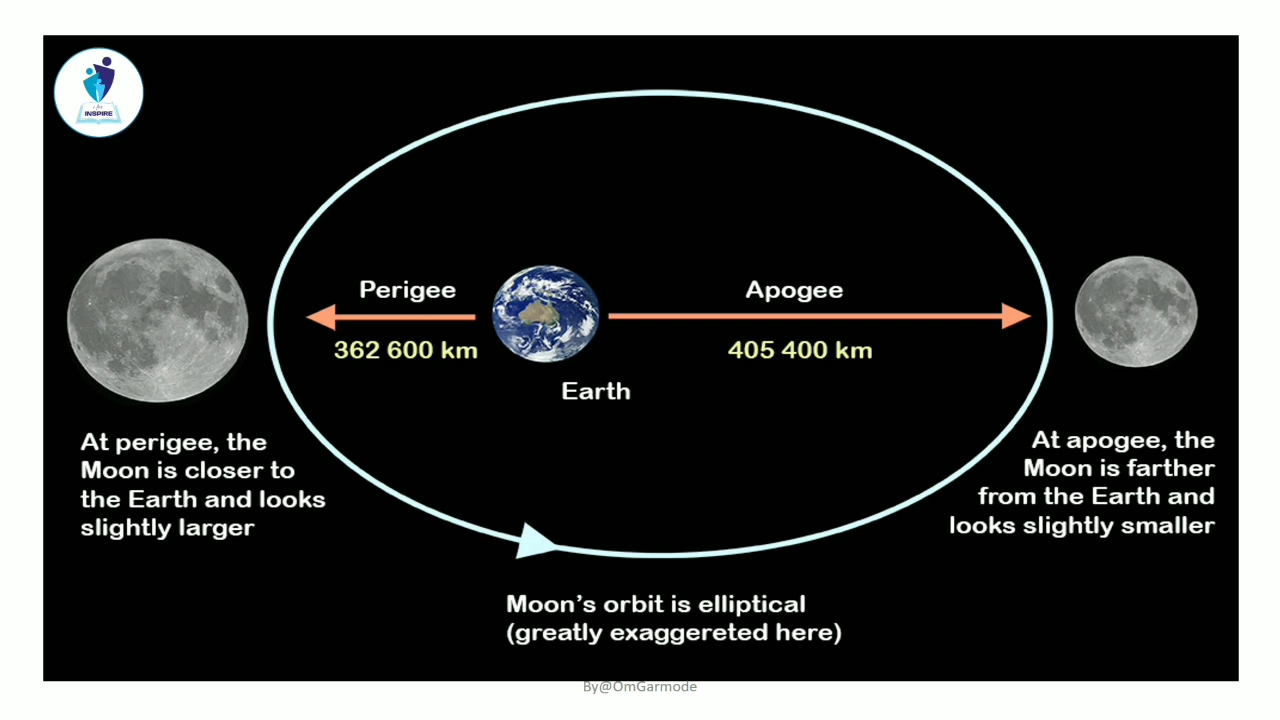 i for
INSPIRE
Perigee
362 600 km
Apogee
405 400 km
Earth
At perigee, the
Moon is closer to
the Earth and looks
slightly larger
At apogee, the
Moon is farther
from the Earth and
looks slightly smaller
Moon’s orbit is elliptical
(greatly exaggereted here)
By@OmGarmode